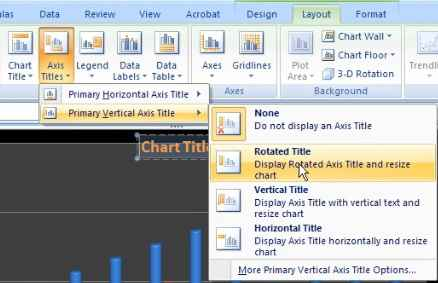 ulas Data Review View Acrobat Design Layout Format
Chart Title Axis Titles Legend Data Labels Data Table Axes Gridlines Plot Area Chart Wall Chart Floor 3-D Rotation Trendli
Axes Background
Primary Horizontal Axis Title
Primary Vertical Axis Title
None
Do not display an Axis Title
Rotated Title
Display Rotated Axis Title and resize
chart
Vertical Title
Display Axis Title with vertical text and
resize chart
Horizontal Title
Display Axis Title horizontally and resize
chart
More Primary Vertical Axis Title Options...
Chart Title